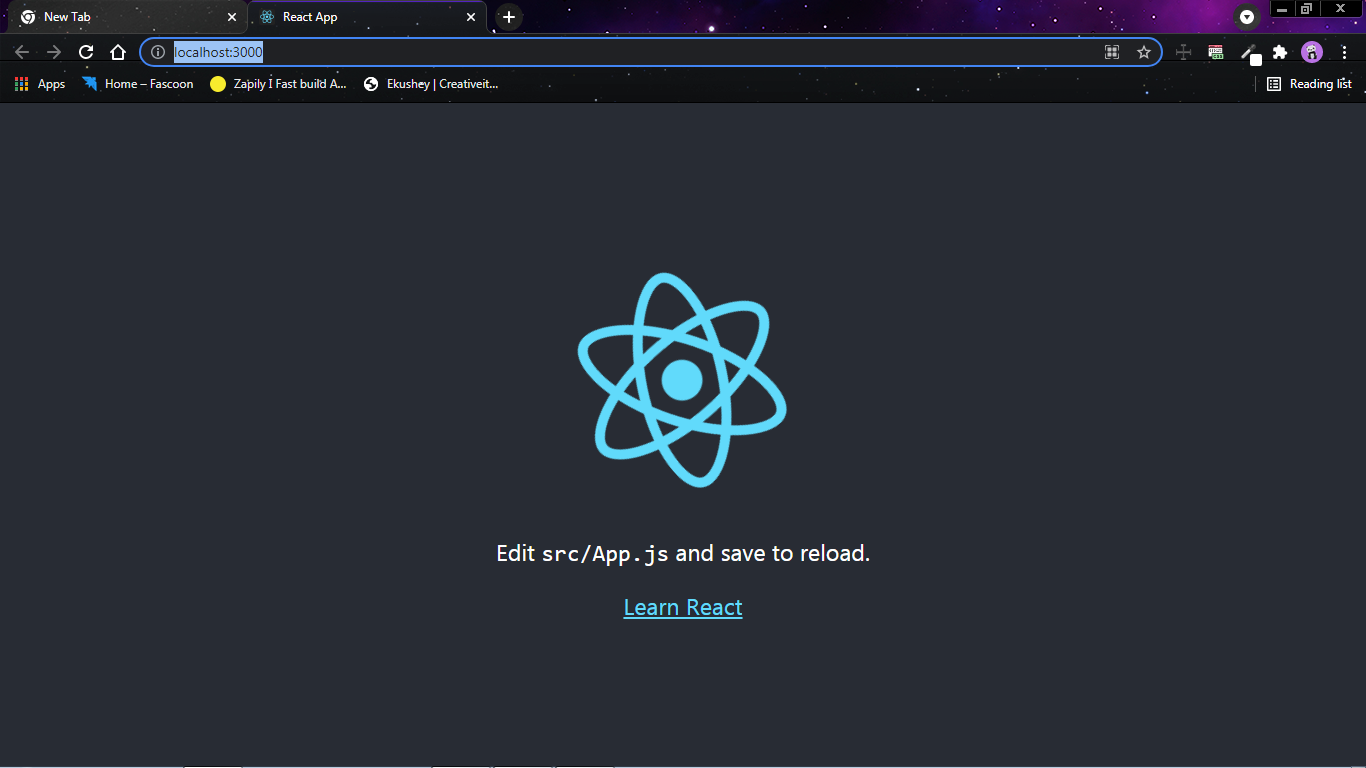 New Tab
React App
localhost:3000
Apps
Home – Fascoon
Zapily I Fast build A...
Ekushey | Creativeit...
Reading list
Edit src/App.js and save to reload.
Learn React